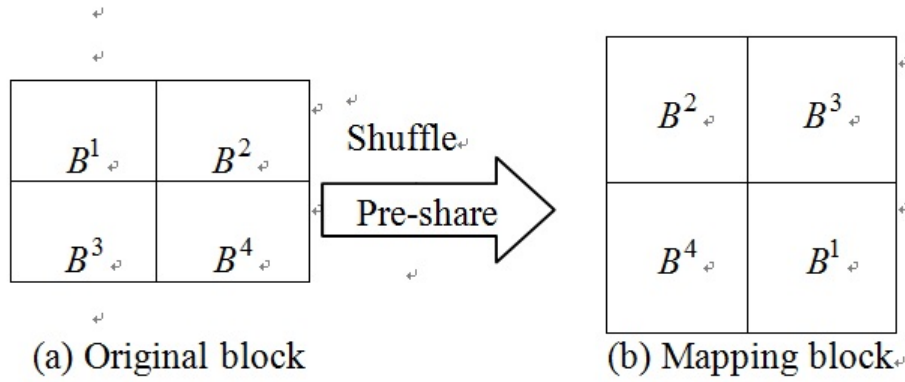 B¹ B²
B³ B⁴
(a) Original block
Shuffle
Pre-share
B² B³
B⁴ B¹
(b) Mapping block